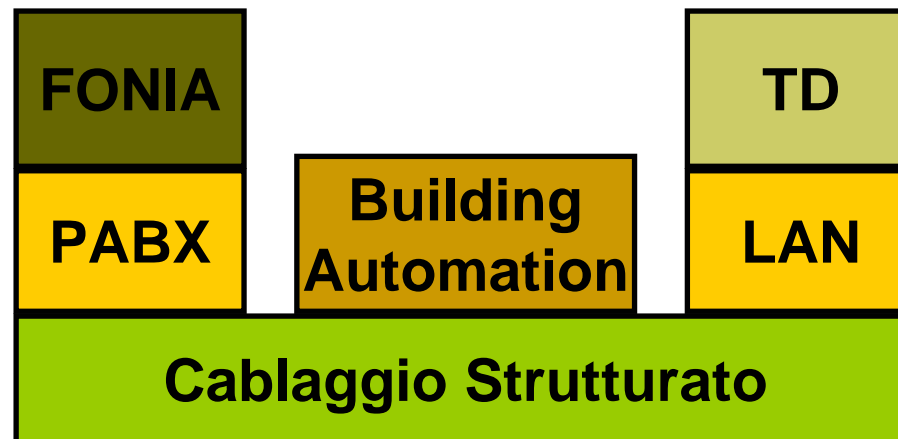 FONIA
TD
PABX
Building
Automation
LAN
Cablaggio Strutturato